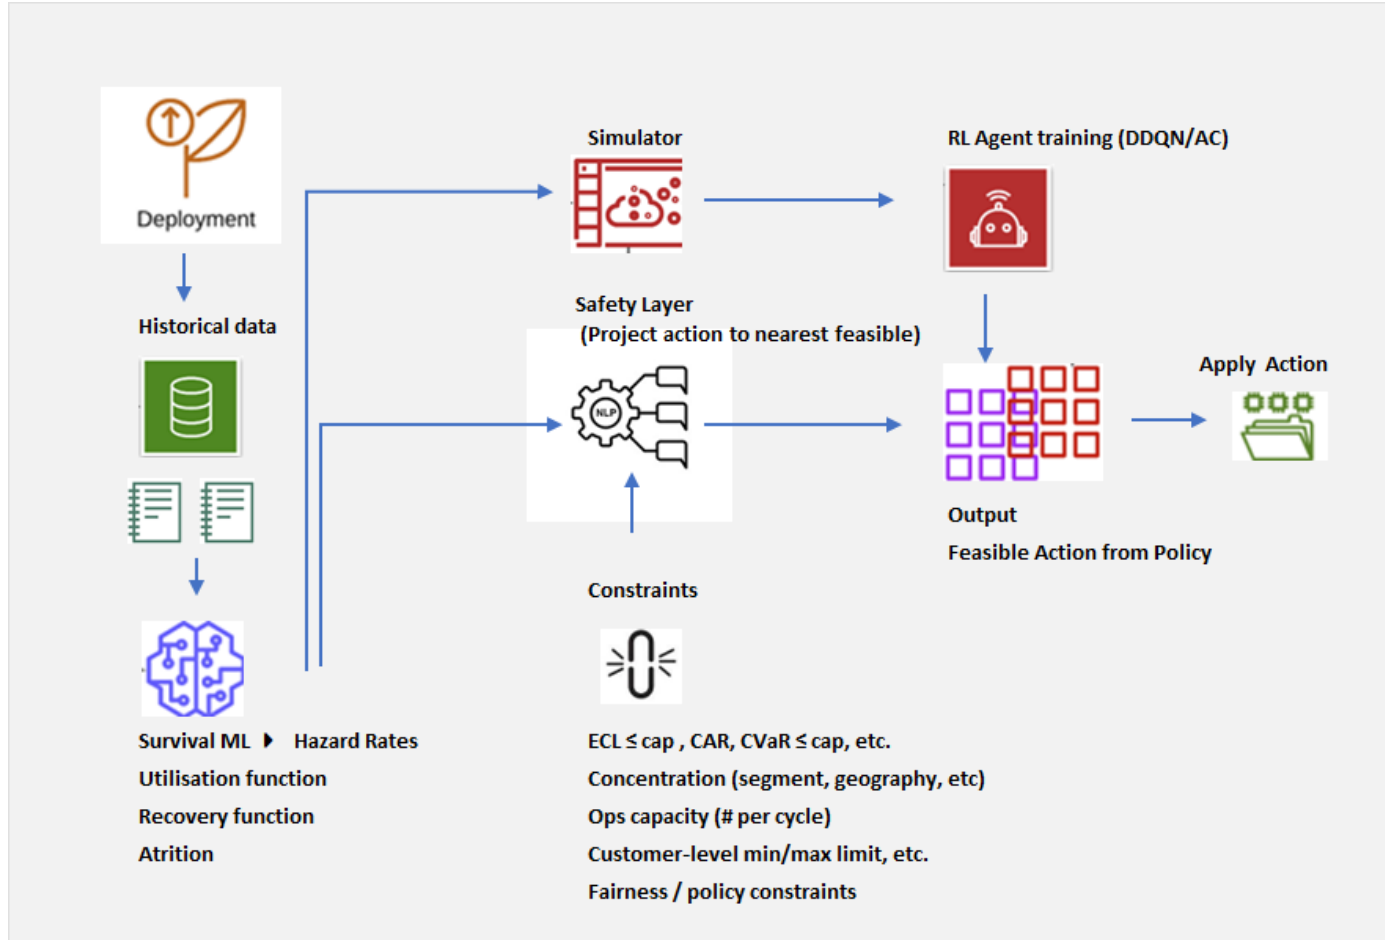 Deployment
Historical data
Survival ML Hazard Rates
Utilisation function
Recovery function
Atrition
Simulator
RL Agent training (DDQN/AC)
Safety Layer
(Project action to nearest feasible)
NLP
Constraints
ECL ≤ cap , CAR, CVaR ≤ cap, etc.
Concentration (segment, geography, etc)
Ops capacity (# per cycle)
Customer-level min/max limit, etc.
Fairness / policy constraints
Output
Feasible Action from Policy
Apply Action